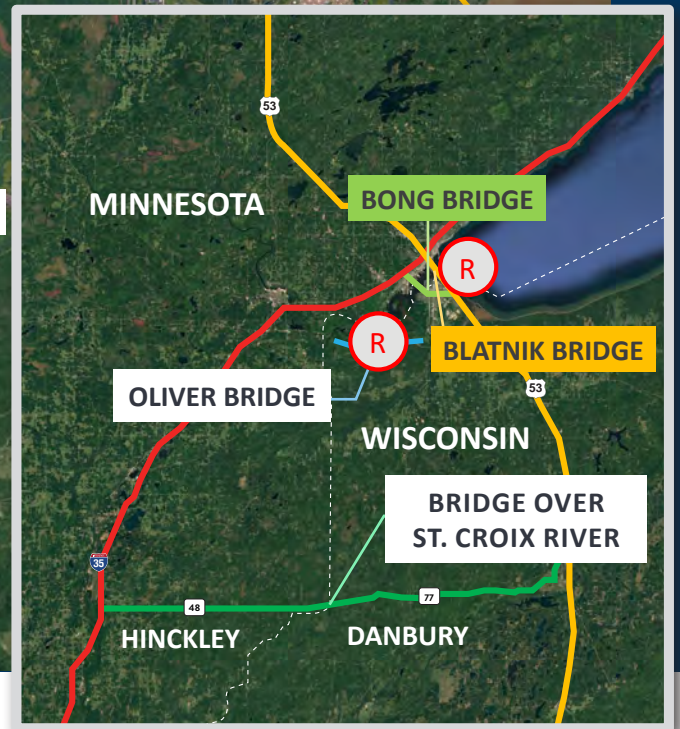 53
MINNESOTA
BONG BRIDGE
R
R
BLATNIK BRIDGE
OLIVER BRIDGE
53
WISCONSIN
BRIDGE OVER
ST. CROIX RIVER
35
48
77
HINCKLEY
DANBURY